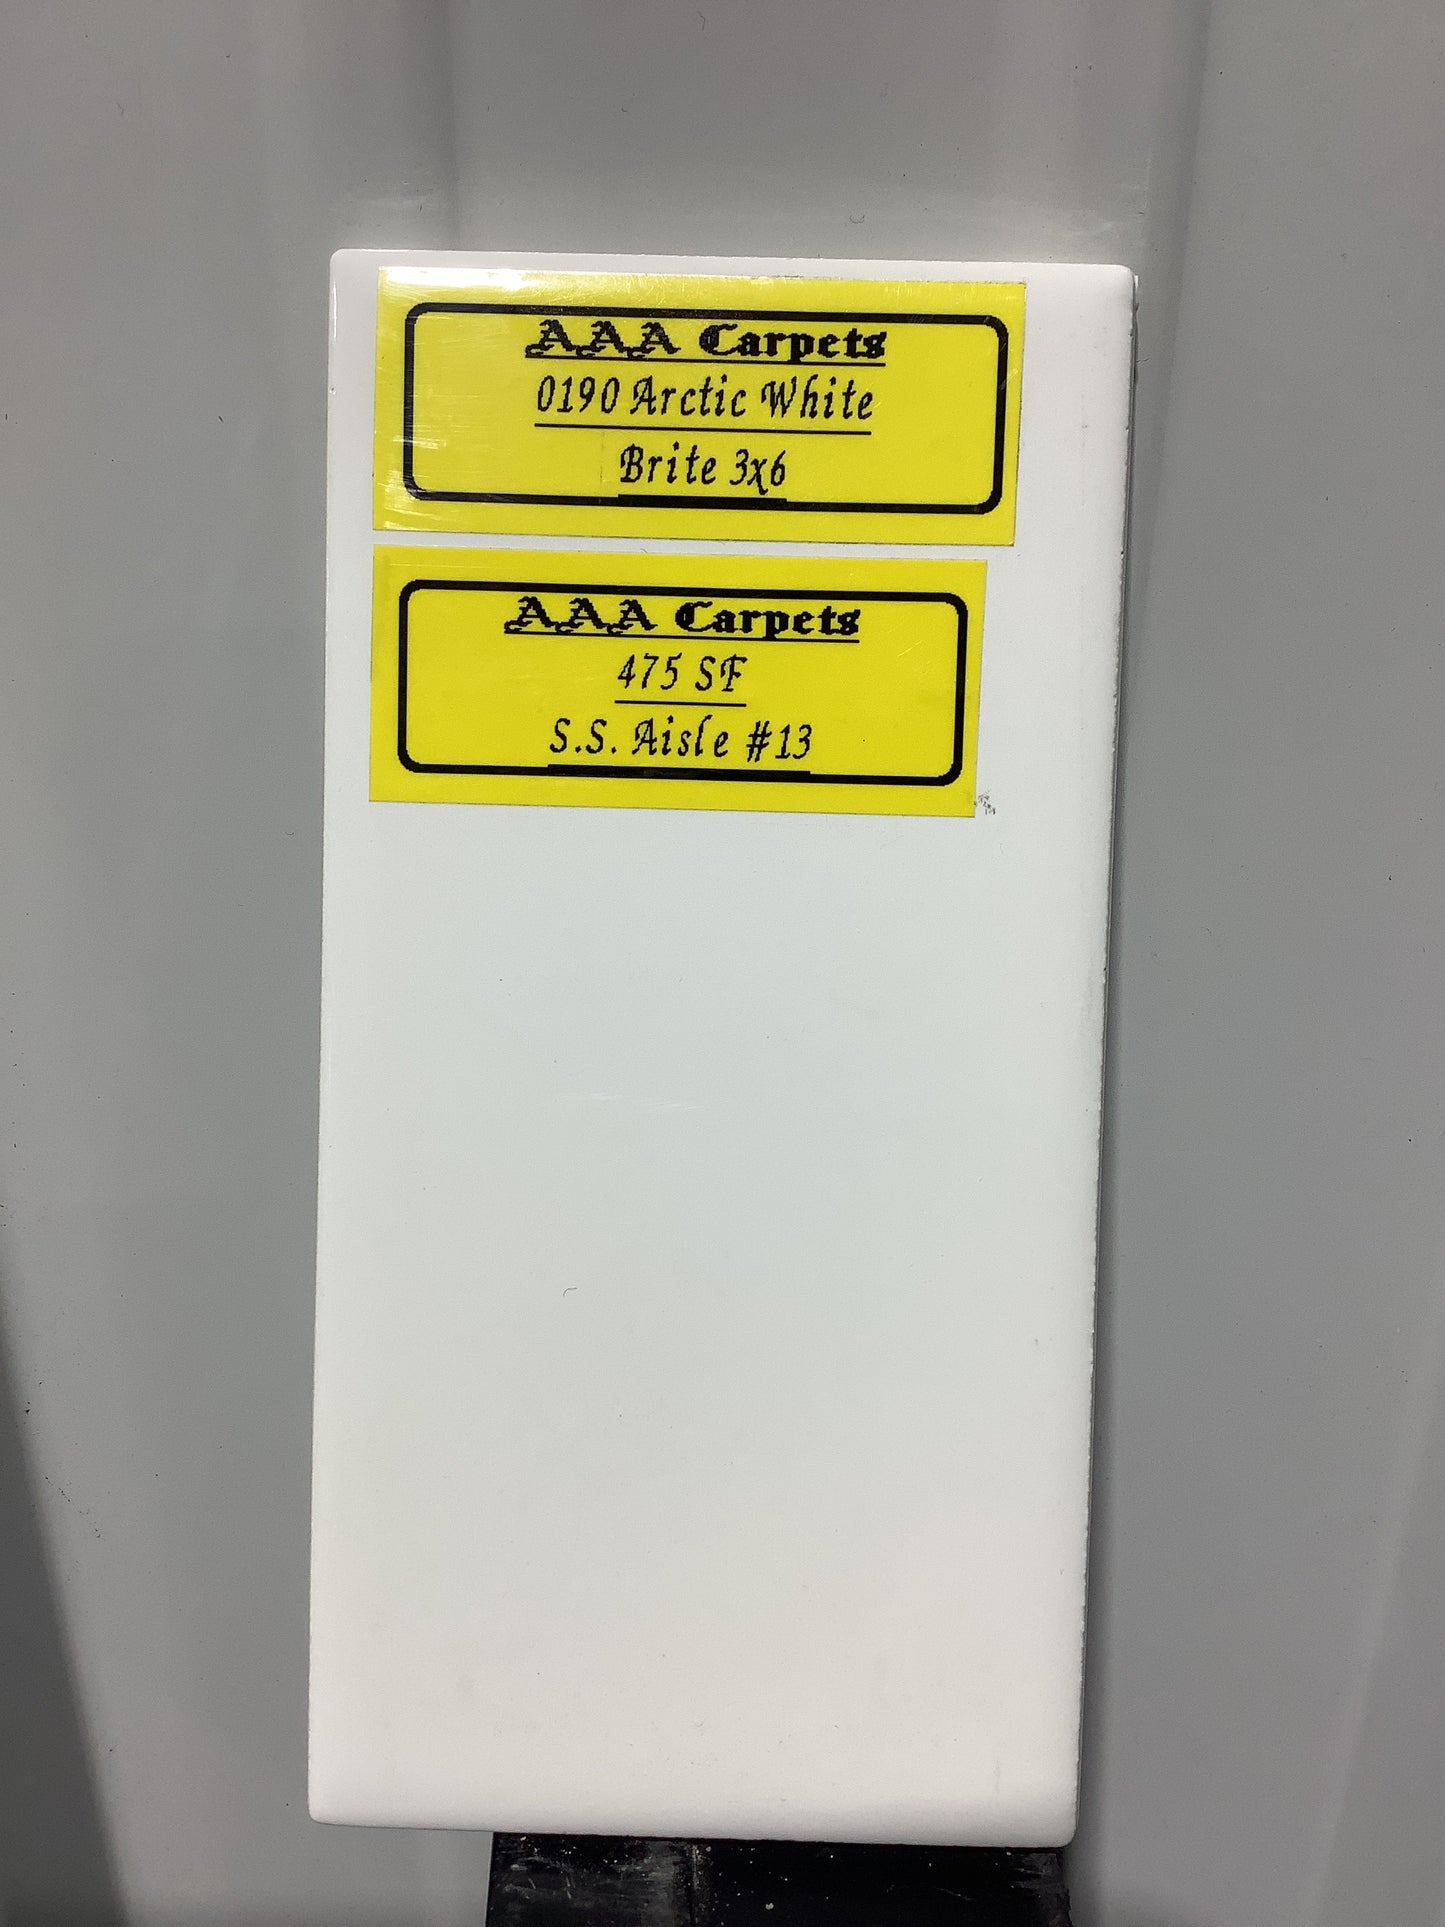 AAA Carpets
0190 Arctic White
Brite 3x6
AAA Carpets
475 SF
S.S. Aisle #13